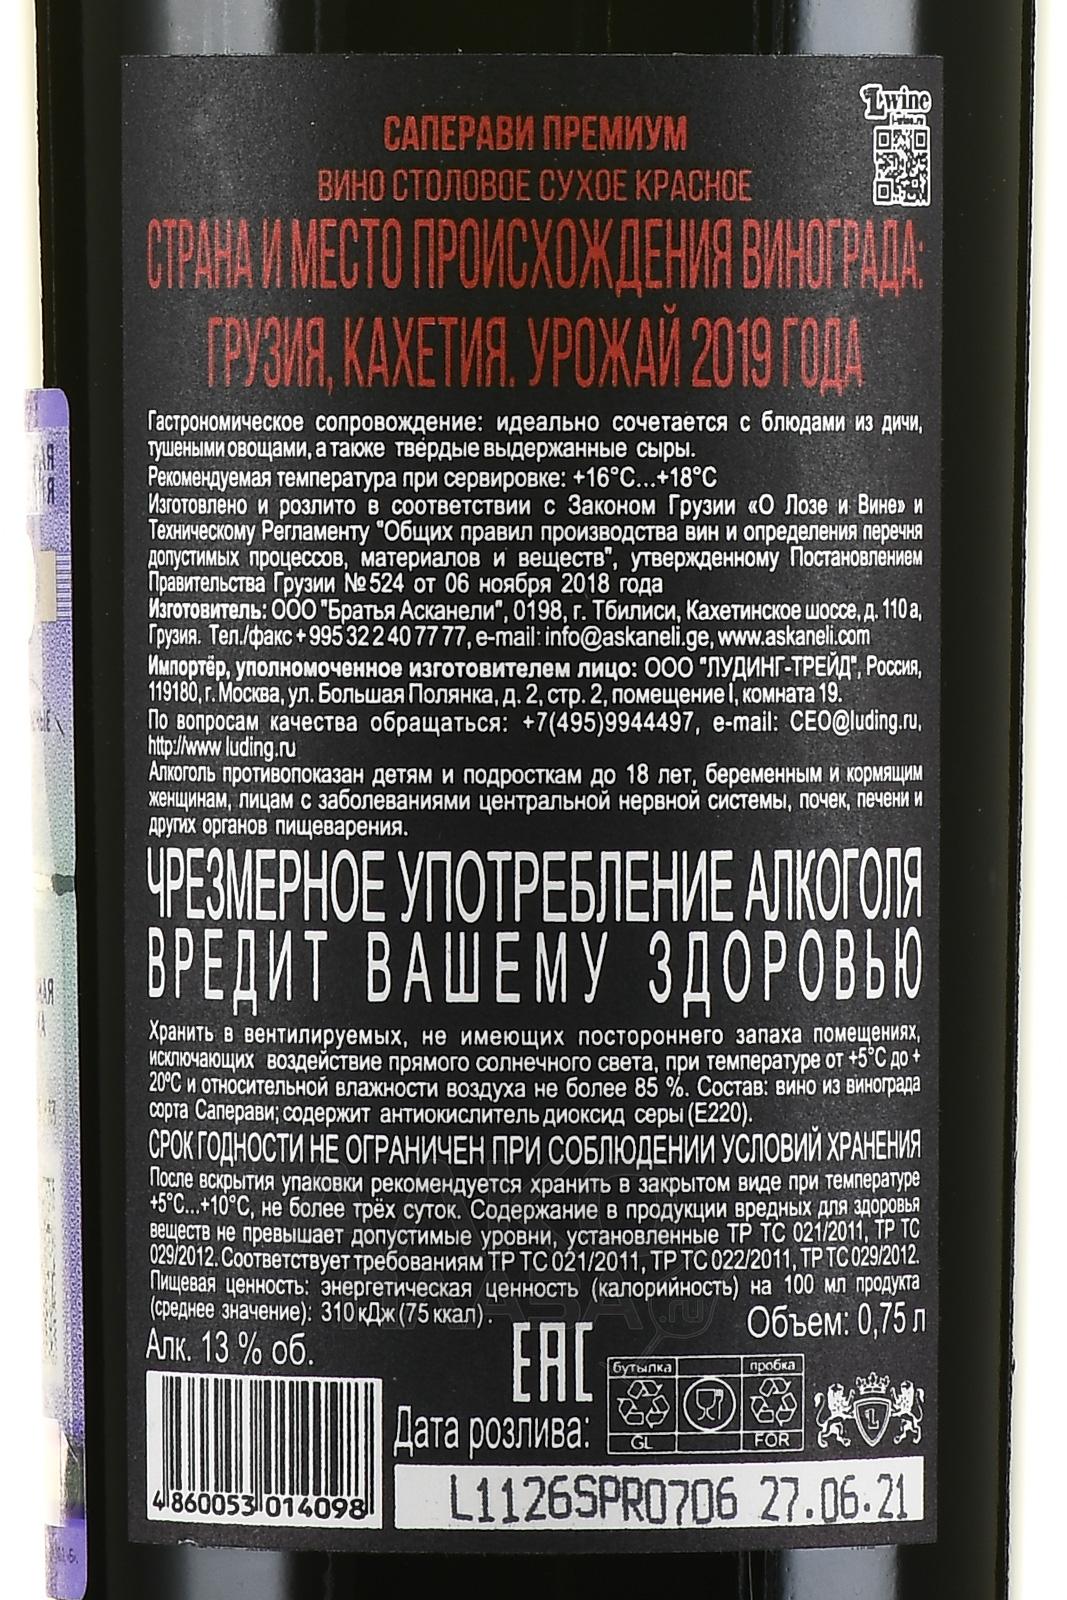 Lwine
l-wine.ru
САПЕРАВИ ПРЕМИУМ
ВИНО СТОЛОВОЕ СУХОЕ КРАСНОЕ
СТРАНА И МЕСТО ПРОИСХОЖДЕНИЯ ВИНОГРАДА:
ГРУЗИЯ, КАХЕТИЯ. УРОЖАЙ 2019 ГОДА
Гастрономическое сопровождение: идеально сочетается с блюдами из дичи,
тушеными овощами, а также твёрдые выдержанные сыры.
Рекомендуемая температура при сервировке: +16°C...+18°C
Изготовлено и розлито в соответствии с Законом Грузии «О Лозе и Вине» и
Техническому Регламенту "Общих правил производства вин и определения перечня
допустимых процессов, материалов и веществ", утвержденному Постановлением
Правительства Грузии №524 от 06 ноября 2018 года
Изготовитель: ООО "Братья Асканели", 0198, г. Тбилиси, Кахетинское шоссе, д. 110 а,
Грузия. Тел./факс + 995 32 2 40 77 77, e-mail: info@askaneli.ge, www.askaneli.com
Импортёр, уполномоченное изготовителем лицо: ООО "ЛУДИНГ-ТРЕЙД", Россия,
119180, г. Москва, ул. Большая Полянка, д. 2, стр. 2, помещение I, комната 19.
По вопросам качества обращаться: +7(495)9944497, e-mail: CEO@luding.ru,
http://www luding.ru
Алкоголь противопоказан детям и подросткам до 18 лет, беременным и кормящим
женщинам, лицам с заболеваниями центральной нервной системы, почек, печени и
других органов пищеварения.
ЧРЕЗМЕРНОЕ УПОТРЕБЛЕНИЕ АЛКОГОЛЯ
ВРЕДИТ ВАШЕМУ ЗДОРОВЬЮ
Хранить в вентилируемых, не имеющих постороннего запаха помещениях,
исключающих воздействие прямого солнечного света, при температуре от +5°C до +
20°C и относительной влажности воздуха не более 85 %. Состав: вино из винограда
сорта Саперави; содержит антиокислитель диоксид серы (Е220).
СРОК ГОДНОСТИ НЕ ОГРАНИЧЕН ПРИ СОБЛЮДЕНИИ УСЛОВИЙ ХРАНЕНИЯ
После вскрытия упаковки рекомендуется хранить в закрытом виде при температуре
+5°C...+10°C, не более трёх суток. Содержание в продукции вредных для здоровья
веществ не превышает допустимые уровни, установленные ТР ТС 021/2011, ТР ТС
029/2012. Соответствует требованиям ТР ТС 021/2011, ТР ТС 022/2011, ТР ТС 029/2012.
Пищевая ценность: энергетическая ценность (калорийность) на 100 мл продукта
(среднее значение): 310 кДж (75 ккал).
Объем: 0,75 л
Алк. 13 % об.
EAC
бутылка
пробка
GL
FOR
L
Дата розлива:
4 860053 014098
L1126SPR0706 27.06.21